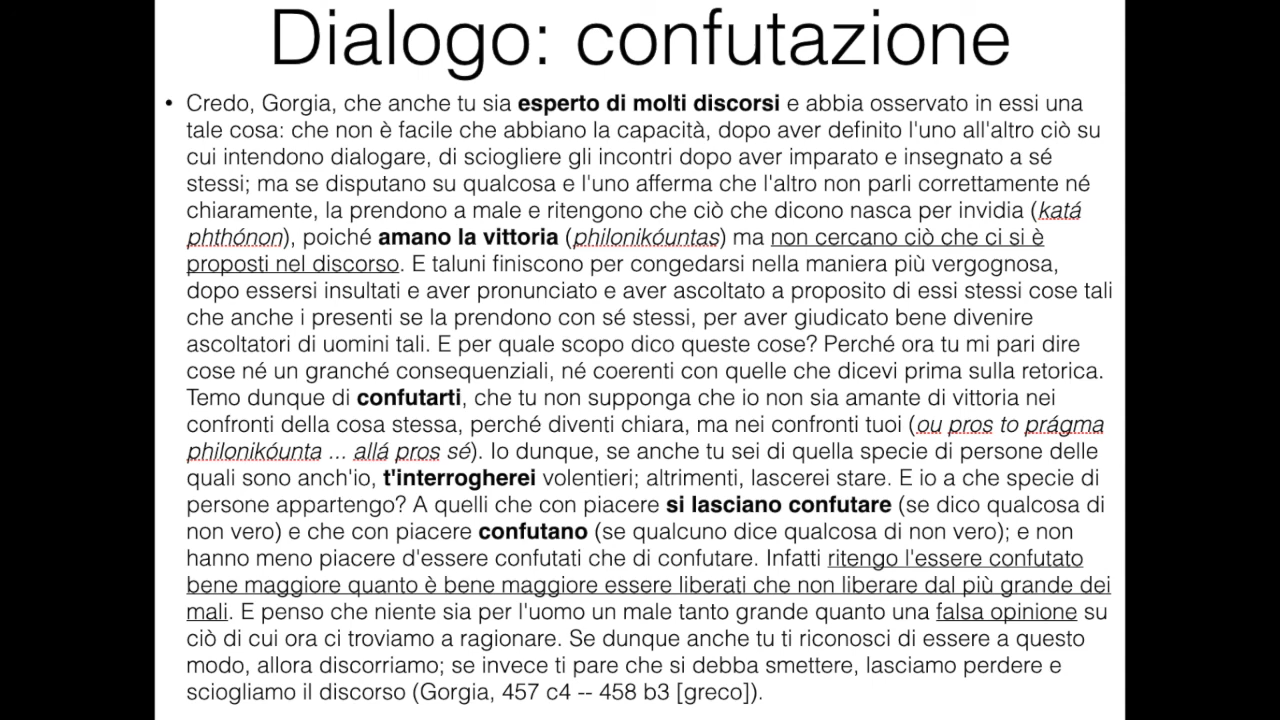 Dialogo: confutazione
• Credo, Gorgia, che anche tu sia esperto di molti discorsi e abbia osservato in essi una
tale cosa: che non è facile che abbiano la capacità, dopo aver definito l'uno all'altro ciò su
cui intendono dialogare, di sciogliere gli incontri dopo aver imparato e insegnato a sé
stessi; ma se disputano su qualcosa e l'uno afferma che l'altro non parli correttamente né
chiaramente, la prendono a male e ritengono che ciò che dicono nasca per invidia (katá
phthónon), poiché amano la vittoria (philonikóuntas) ma non cercano ciò che ci si è
proposti nel discorso. E taluni finiscono per congedarsi nella maniera più vergognosa,
dopo essersi insultati e aver pronunciato e aver ascoltato a proposito di essi stessi cose tali
che anche i presenti se la prendono con sé stessi, per aver giudicato bene divenire
ascoltatori di uomini tali. E per quale scopo dico queste cose? Perché ora tu mi pari dire
cose né un granché consequenziali, né coerenti con quelle che dicevi prima sulla retorica.
Temo dunque di confutarti, che tu non supponga che io non sia amante di vittoria nei
confronti della cosa stessa, perché diventi chiara, ma nei confronti tuoi (ou pros to prágma
philonikóunta ... allá pros sé). Io dunque, se anche tu sei di quella specie di persone delle
quali sono anch'io, t'interrogherei volentieri; altrimenti, lascerei stare. E io a che specie di
persone appartengo? A quelli che con piacere si lasciano confutare (se dico qualcosa di
non vero) e che con piacere confutano (se qualcuno dice qualcosa di non vero); e non
hanno meno piacere d'essere confutati che di confutare. Infatti ritengo l'essere confutato
bene maggiore quanto è bene maggiore essere liberati che non liberare dal più grande dei
mali. E penso che niente sia per l'uomo un male tanto grande quanto una falsa opinione su
ciò di cui ora ci troviamo a ragionare. Se dunque anche tu ti riconosci di essere a questo
modo, allora discorriamo; se invece ti pare che si debba smettere, lasciamo perdere e
sciogliamo il discorso (Gorgia, 457 c4 -- 458 b3 [greco]).